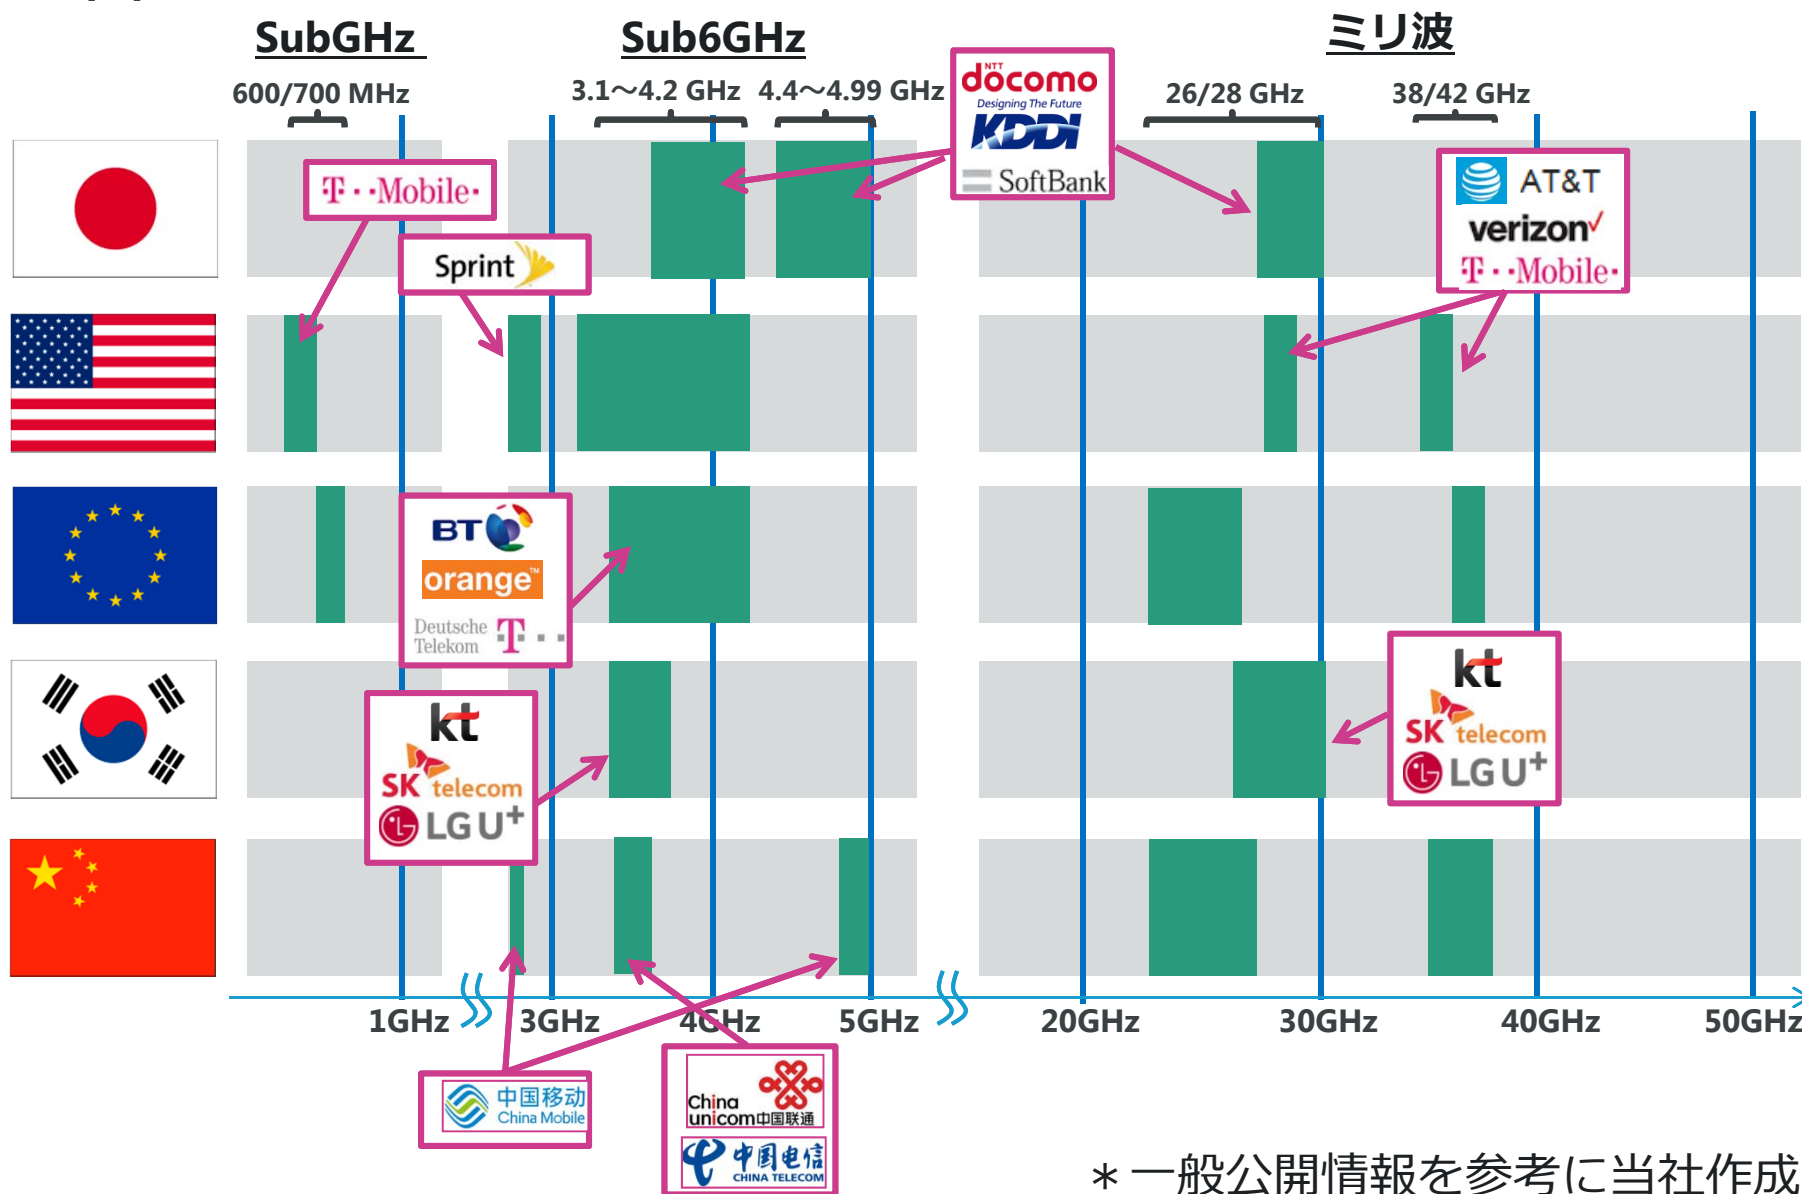 SubGHz
Sub6GHz
ミリ波
600/700 MHz
3.1～4.2 GHz
4.4～4.99 GHz
26/28 GHz
38/42 GHz
NTT
docomo
Designing The Future
KDDI
SoftBank
T··Mobile·
Sprint
AT&T
verizon✓
T··Mobile·
BT
orange™
Deutsche
Telekom
T··
kt
SK telecom
LG U+
kt
SK telecom
LG U+
1GHz
3GHz
4GHz
5GHz
20GHz
30GHz
40GHz
50GHz
中国移动
China Mobile
China
unicom中国联通
中国电信
CHINA TELECOM
＊一般公開情報を参考に当社作成